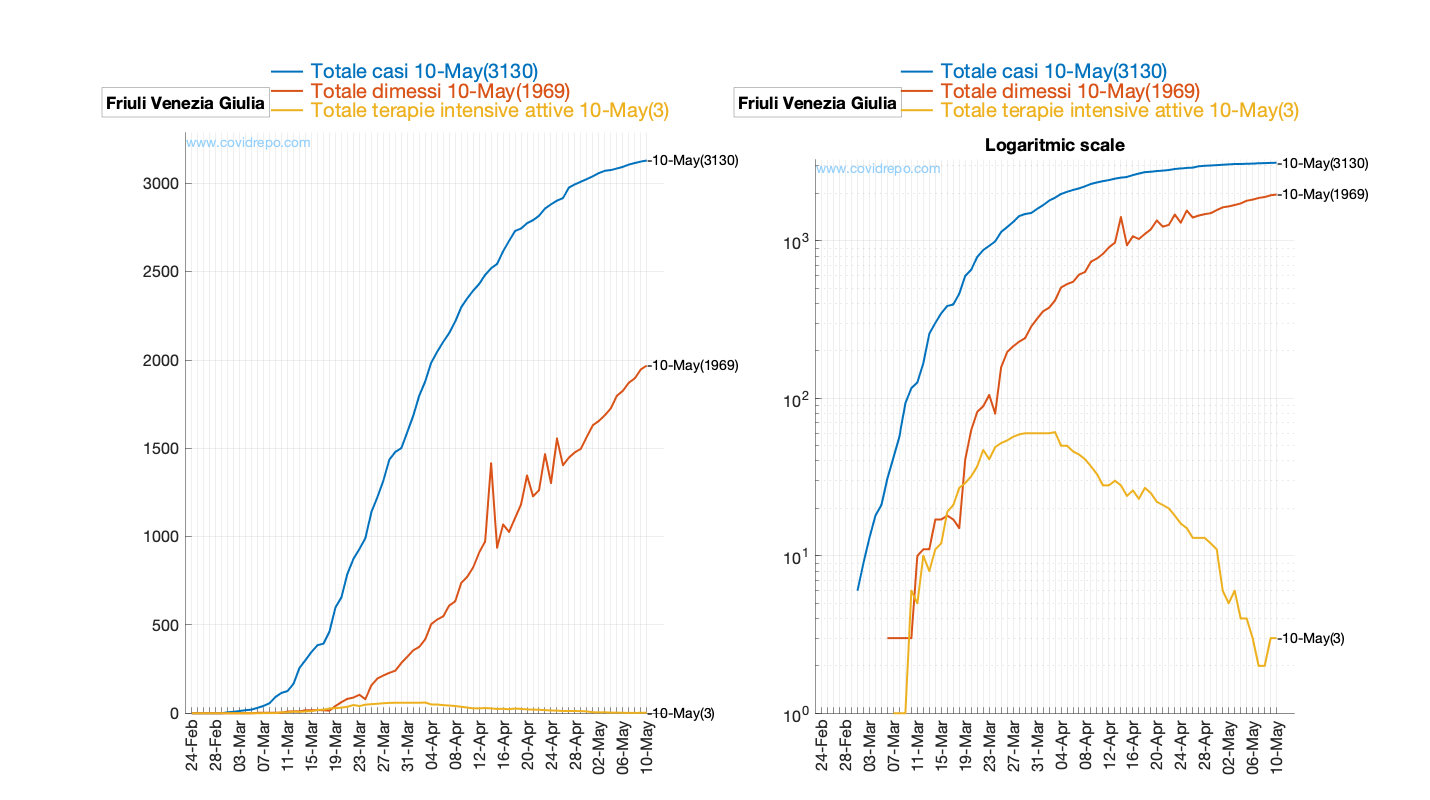 Totale casi 10-May(3130)
Totale dimessi 10-May(1969)
Totale terapie intensive attive 10-May(3)
Friuli Venezia Giulia
www.covidrepo.com
-10-May(3130)
-10-May(1969)
-10-May(3)
3000
2500
2000
1500
1000
500
0
24-Feb
28-Feb
03-Mar
07-Mar
11-Mar
15-Mar
19-Mar
23-Mar
27-Mar
31-Mar
04-Apr
08-Apr
12-Apr
16-Apr
20-Apr
24-Apr
28-Apr
02-May
06-May
10-May
Totale casi 10-May(3130)
Totale dimessi 10-May(1969)
Totale terapie intensive attive 10-May(3)
Friuli Venezia Giulia
Logaritmic scale
www.covidrepo.com
-10-May(3130)
-10-May(1969)
-10-May(3)
10³
10²
10¹
10⁰
24-Feb
28-Feb
03-Mar
07-Mar
11-Mar
15-Mar
19-Mar
23-Mar
27-Mar
31-Mar
04-Apr
08-Apr
12-Apr
16-Apr
20-Apr
24-Apr
28-Apr
02-May
06-May
10-May